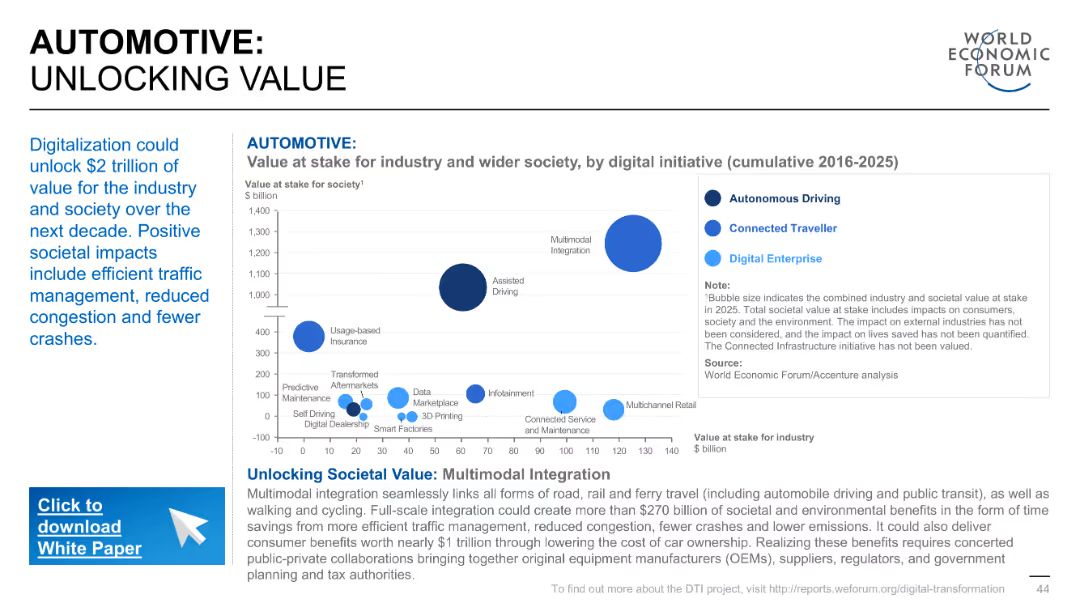 AUTOMOTIVE:
UNLOCKING VALUE
WORLD
ECONOMIC
FORUM
Digitalization could
unlock $2 trillion of
value for the industry
and society over the
next decade. Positive
societal impacts
include efficient traffic
management, reduced
congestion and fewer
crashes.
Click to
download
White Paper
AUTOMOTIVE:
Value at stake for industry and wider society, by digital initiative (cumulative 2016-2025)
Value at stake for society¹
$ billion
1,400
1,300
1,200
1,100
1,000
400
300
200
100
0
-100
-10 0 10 20 30 40 50 60 70 80 90 100 110 120 130 140
Value at stake for industry
$ billion
Multimodal
Integration
Assisted
Driving
Usage-based
Insurance
Transformed
Aftermarkets
Predictive
Maintenance
Data
Marketplace
Infotainment
Multichannel Retail
Self Driving
3D Printing
Digital Dealership
Smart Factories
Connected Service
and Maintenance
Autonomous Driving
Connected Traveller
Digital Enterprise
Note:
¹Bubble size indicates the combined industry and societal value at stake
in 2025. Total societal value at stake includes impacts on consumers,
society and the environment. The impact on external industries has not
been considered, and the impact on lives saved has not been quantified.
The Connected Infrastructure initiative has not been valued.
Source:
World Economic Forum/Accenture analysis
Unlocking Societal Value: Multimodal Integration
Multimodal integration seamlessly links all forms of road, rail and ferry travel (including automobile driving and public transit), as well as
walking and cycling. Full-scale integration could create more than $270 billion of societal and environmental benefits in the form of time
savings from more efficient traffic management, reduced congestion, fewer crashes and lower emissions. It could also deliver
consumer benefits worth nearly $1 trillion through lowering the cost of car ownership. Realizing these benefits requires concerted
public-private collaborations bringing together original equipment manufacturers (OEMs), suppliers, regulators, and government
planning and tax authorities.
To find out more about the DTI project, visit http://reports.weforum.org/digital-transformation
44